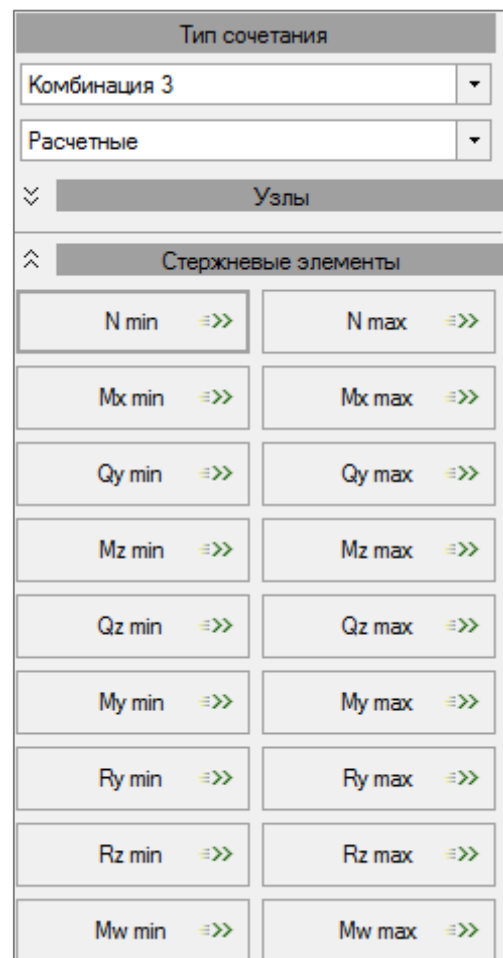 Тип сочетания
Комбинация 3
Расчетные
Узлы
Стержневые элементы
N min N max
Mx min Mx max
Qy min Qy max
Mz min Mz max
Qz min Qz max
My min My max
Ry min Ry max
Rz min Rz max
Mw min Mw max